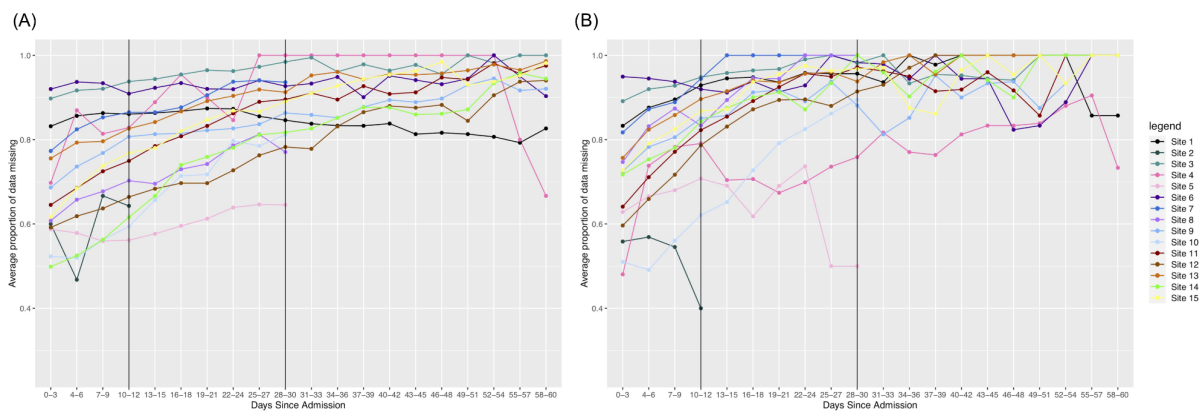 (A)
(B)
Average proportion of data missing
1.0
0.8
0.6
0.4
0–3 4–6 7–9 10–12 13–15 16–18 19–21 22–24 25–27 28–30 31–33 34–36 37–39 40–42 43–45 46–48 49–51 52–54 55–57 58–60
Days Since Admission
Average proportion of data missing
1.0
0.8
0.6
0.4
0–3 4–6 7–9 10–12 13–15 16–18 19–21 22–24 25–27 28–30 31–33 34–36 37–39 40–42 43–45 46–48 49–51 52–54 55–57 58–60
Days Since Admission
legend
Site 1
Site 2
Site 3
Site 4
Site 5
Site 6
Site 7
Site 8
Site 9
Site 10
Site 11
Site 12
Site 13
Site 14
Site 15